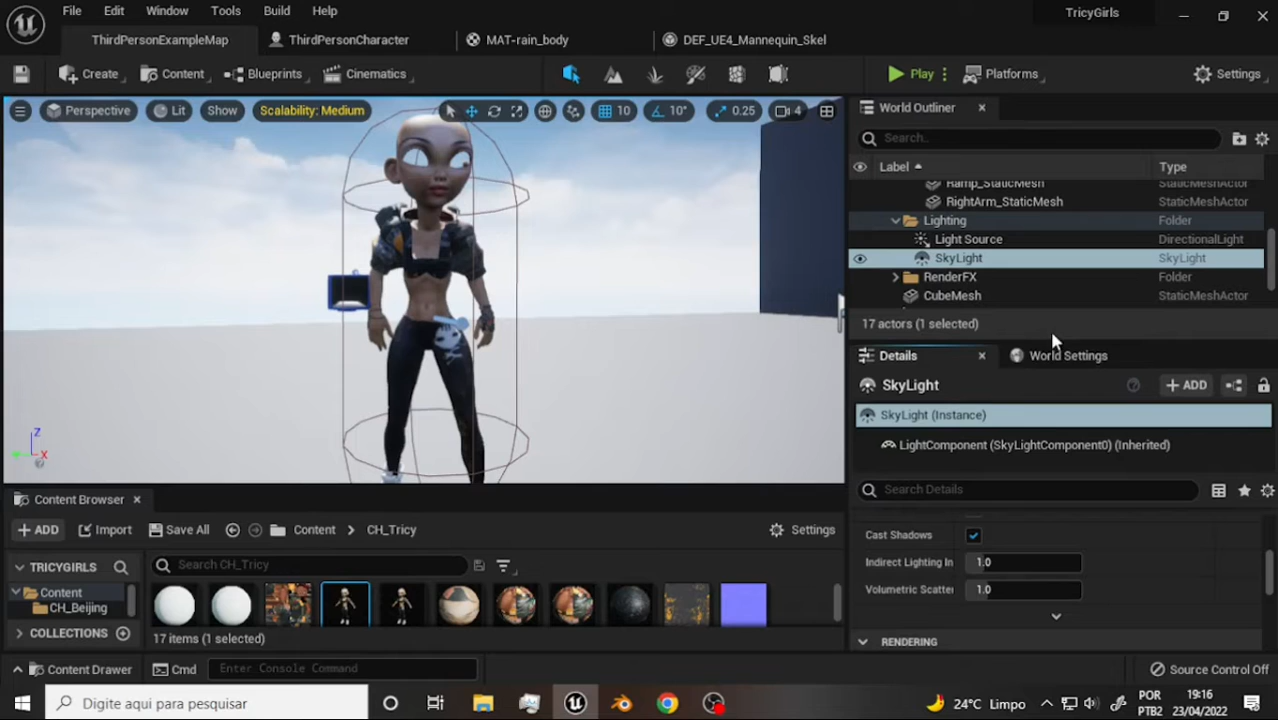 File Edit Window Tools Build Help TricyGirls
ThirdPersonExampleMap ThirdPersonCharacter MAT-rain_body DEF_UE4_Mannequin_Skel
Create Content Blueprints Cinematics Play Platforms Settings
Perspective Lit Show Scalability: Medium 10 10° 0.25 4
World Outliner
Search..
Label Type
Ramp_StaticMesh StaticMeshActor
RightArm_StaticMesh StaticMeshActor
Lighting Folder
Light Source DirectionalLight
SkyLight SkyLight
RenderFX Folder
CubeMesh StaticMeshActor
17 actors (1 selected)
Details World Settings
SkyLight ADD
SkyLight (Instance)
LightComponent (SkyLightComponent0) (Inherited)
Search Details
Cast Shadows
Indirect Lighting In 1.0
Volumetric Scatter 1.0
RENDERING
Z
X
Content Browser
ADD Import Save All Content CH_Tricy Settings
TRICYGIRLS Search CH_Tricy
Content
CH_Beijing
COLLECTIONS 17 items (1 selected)
Content Drawer Cmd Enter Console Command Source Control Off
Digite aqui para pesquisar 24°C Limpo POR PTB2 19:16 23/04/2022